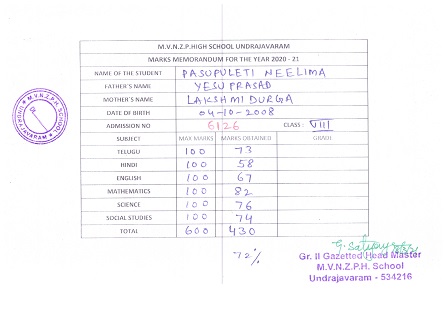 M.V.N.Z.P.HIGH SCHOOL UNDRAJAVARAM
MARKS MEMORANDUM FOR THE YEAR 2020 - 21
NAME OF THE STUDENT PASUPULETI NEELIMA
FATHER'S NAME YESU PRASAD
MOTHER'S NAME LAKSHMI DURGA
DATE OF BIRTH 04-10-2008
ADMISSION NO 6126 CLASS : VIII
SUBJECT MAX MARKS MARKS OBTAINED GRADE
TELUGU 100 73
HINDI 100 58
ENGLISH 100 67
MATHEMATICS 100 82
SCIENCE 100 76
SOCIAL STUDIES 100 74
TOTAL 600 430
72%
Gr. II Gazetted Head Master
M.V.N.Z.P.H. School
Undrajavaram - 534216
M.V.N.Z.P.H. SCHOOL
UNDRAJAVARAM